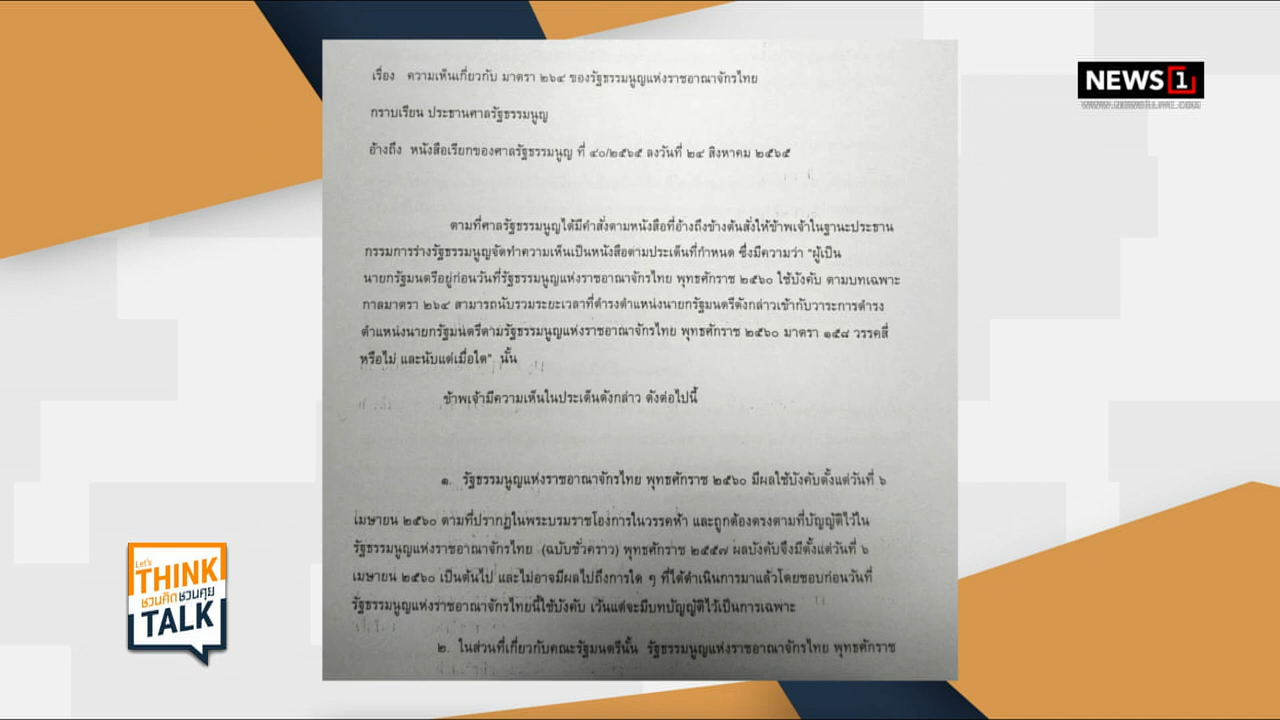 NEWS 1
เรื่อง ความเห็นเกี่ยวกับ มาตรา ๒๖๔ ของรัฐธรรมนูญแห่งราชอาณาจักรไทย
กราบเรียน ประธานศาลรัฐธรรมนูญ
อ้างถึง หนังสือเรียกของศาลรัฐธรรมนูญ ที่ ๔๐/๒๕๖๕ ลงวันที่ ๒๔ สิงหาคม ๒๕๖๕
ตามที่ศาลรัฐธรรมนูญได้มีคำสั่งตามหนังสือที่อ้างถึงข้างต้นสั่งให้ข้าพเจ้าในฐานะประธาน
กรรมการร่างรัฐธรรมนูญจัดทำความเห็นเป็นหนังสือตามประเด็นที่กำหนด ซึ่งมีความว่า "ผู้เป็น
นายกรัฐมนตรีอยู่ก่อนวันที่รัฐธรรมนูญแห่งราชอาณาจักรไทย พุทธศักราช ๒๕๖๐ ใช้บังคับ ตามบทเฉพาะ
กาลมาตรา ๒๖๔ สามารถนับรวมระยะเวลาที่ดำรงตำแหน่งนายกรัฐมนตรีดังกล่าวเข้ากับวาระการดำรง
ตำแหน่งนายกรัฐมนตรีตามรัฐธรรมนูญแห่งราชอาณาจักรไทย พุทธศักราช ๒๕๖๐ มาตรา ๑๕๘ วรรคสี่
หรือไม่ และนับแต่เมื่อใด" นั้น
ข้าพเจ้ามีความเห็นในประเด็นดังกล่าว ดังต่อไปนี้
๑. รัฐธรรมนูญแห่งราชอาณาจักรไทย พุทธศักราช ๒๕๖๐ มีผลใช้บังคับตั้งแต่วันที่ ๖
เมษายน ๒๕๖๐ ตามที่ปรากฏในพระบรมราชโองการในวรรคห้า และถูกต้องตรงตามที่บัญญัติไว้ใน
รัฐธรรมนูญแห่งราชอาณาจักรไทย (ฉบับชั่วคราว) พุทธศักราช ๒๕๕๗ ผลบังคับจึงมีตั้งแต่วันที่ ๖
เมษายน ๒๕๖๐ เป็นต้นไป และไม่อาจมีผลไปถึงการใด ๆ ที่ได้ดำเนินการมาแล้วโดยชอบก่อนวันที่
รัฐธรรมนูญแห่งราชอาณาจักรไทยนี้ใช้บังคับ เว้นแต่จะมีบทบัญญัติไว้เป็นการเฉพาะ
๒. ในส่วนที่เกี่ยวกับคณะรัฐมนตรีนั้น รัฐธรรมนูญแห่งราชอาณาจักรไทย พุทธศักราช
Let's
THINK
ชวนคิดชวนคุย
TALK